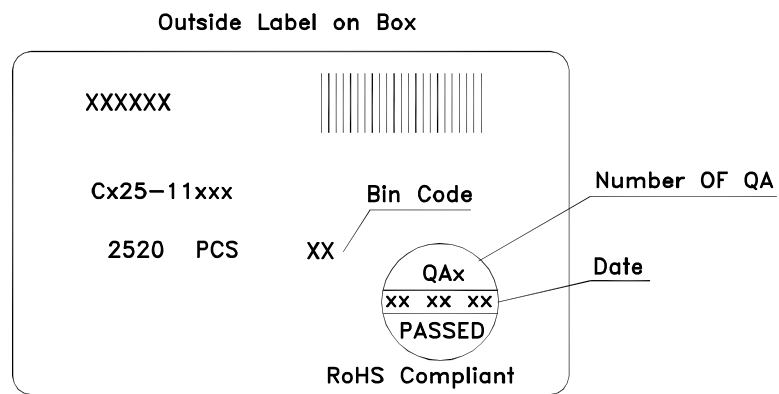 Outside Label on Box
XXXXXX
Cx25-11xxx
Bin Code
Number OF QA
2520 PCS
XX
QAx
Date
xx xx xx
PASSED
RoHS Compliant